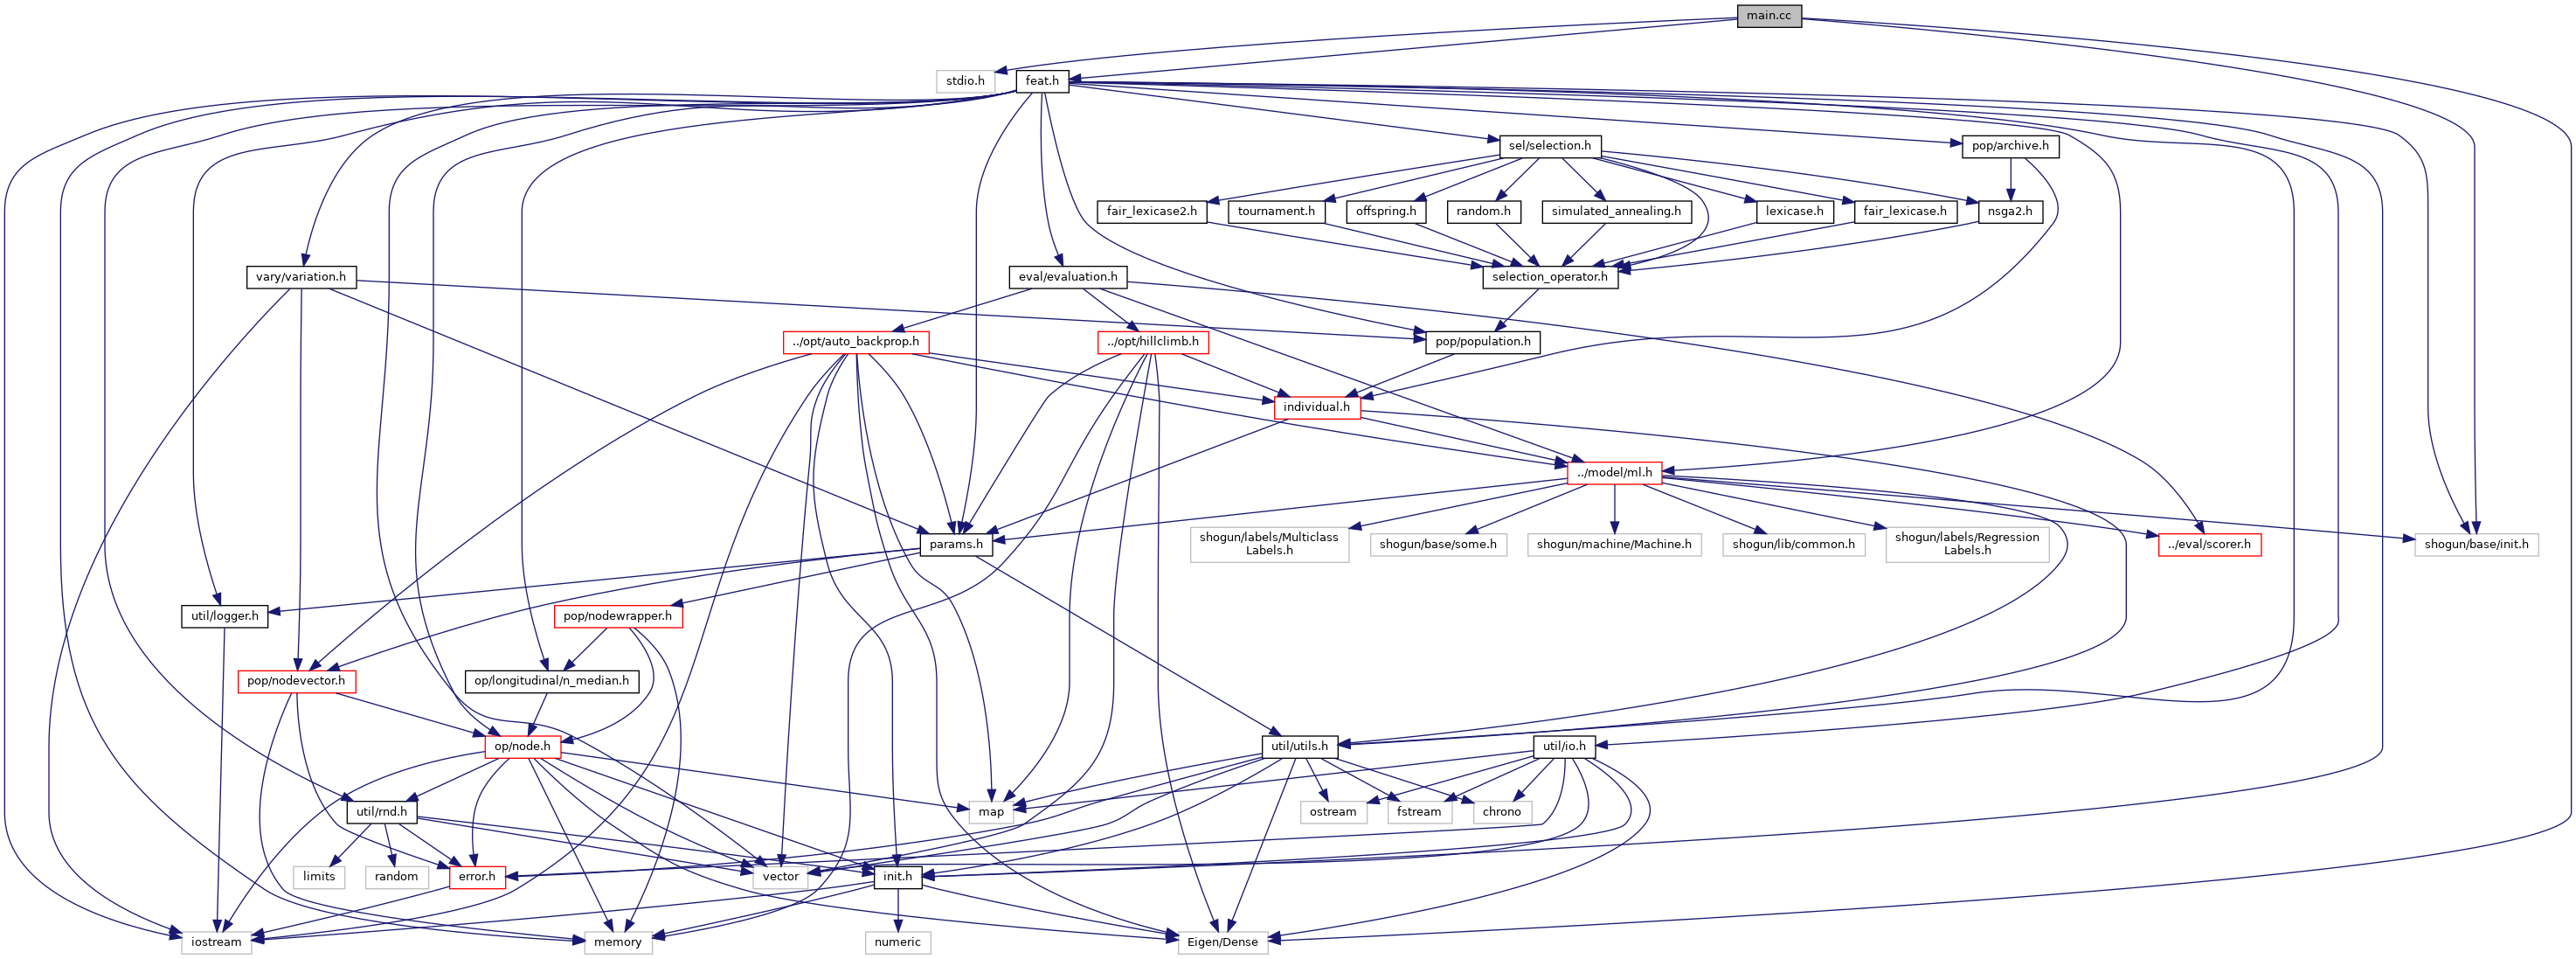 main.cc
stdio.h
feat.h
sel/selection.h
pop/archive.h
fair_lexicase2.h
tournament.h
offspring.h
random.h
simulated_annealing.h
lexicase.h
fair_lexicase.h
nsga2.h
vary/variation.h
eval/evaluation.h
selection_operator.h
../opt/auto_backprop.h
../opt/hillclimb.h
pop/population.h
individual.h
../model/ml.h
params.h
shogun/labels/Multiclass
Labels.h
shogun/base/some.h
shogun/machine/Machine.h
shogun/lib/common.h
shogun/labels/Regression
Labels.h
../eval/scorer.h
shogun/base/init.h
util/logger.h
pop/nodewrapper.h
pop/nodevector.h
op/longitudinal/n_median.h
op/node.h
util/utils.h
util/io.h
util/rnd.h
map
ostream
fstream
chrono
limits
random
error.h
vector
init.h
iostream
memory
numeric
Eigen/Dense